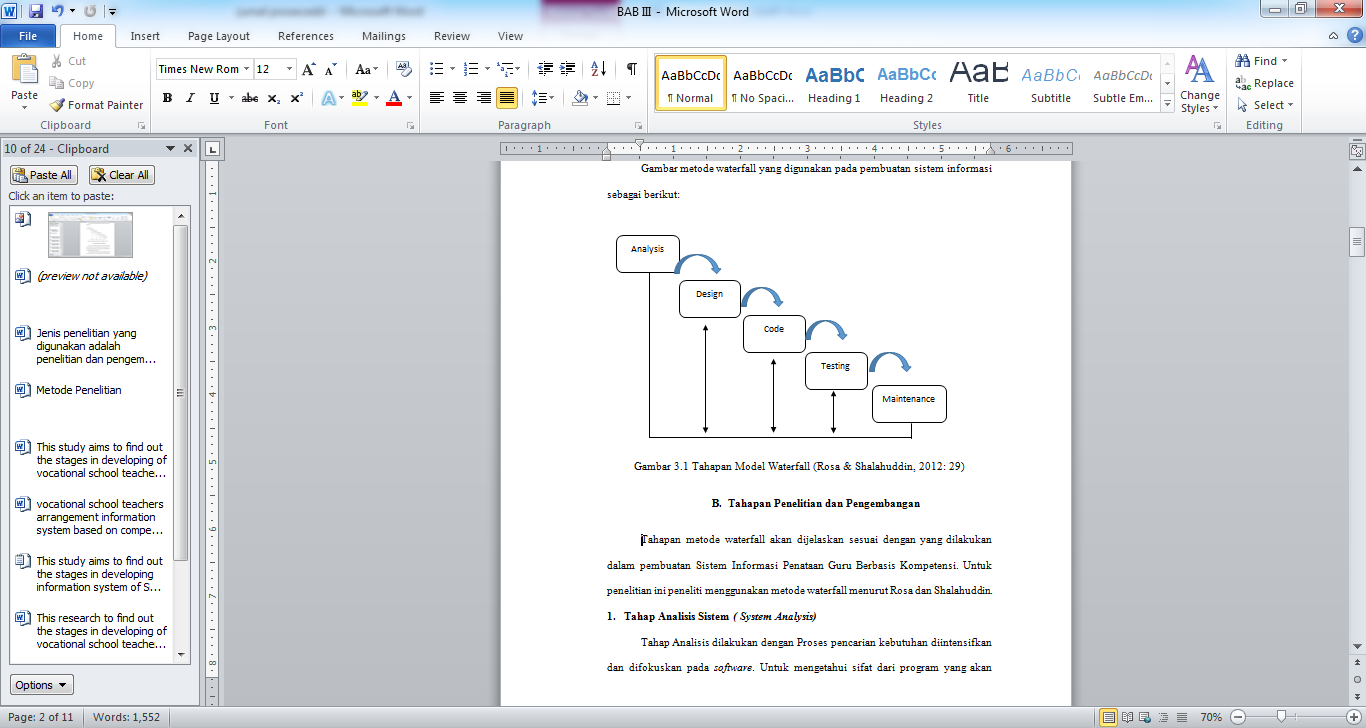 BAB III - Microsoft Word
File Home Insert Page Layout References Mailings Review View
Paste
Cut
Copy
Format Painter
Clipboard
Times New Rom 12
Font
Paragraph
AaBbCcDc AaBbCcDc AaBbC AaBbCc AaB AaBbCc AaBbCcDc
¶ Normal ¶ No Spaci... Heading 1 Heading 2 Title Subtitle Subtle Em...
Styles
Change
Styles
Find
Replace
Select
Editing
10 of 24 - Clipboard
Paste All Clear All
Click an item to paste:
(preview not available)
Jenis penelitian yang
digunakan adalah
penelitian dan pengem...
Metode Penelitian
This study aims to find out
the stages in developing of
vocational school teache...
vocational school teachers
arrangement information
system based on compe...
This study aims to find out
the stages in developing
information system of S...
This research to find out
the stages in developing of
vocational school teache...
Options
Gambar metode waterfall yang digunakan pada pembuatan sistem informasi
sebagai berikut:
Analysis
Design
Code
Testing
Maintenance
Gambar 3.1 Tahapan Model Waterfall (Rosa & Shalahuddin, 2012: 29)
B. Tahapan Penelitian dan Pengembangan
Tahapan metode waterfall akan dijelaskan sesuai dengan yang dilakukan
dalam pembuatan Sistem Informasi Penataan Guru Berbasis Kompetensi. Untuk
penelitian ini peneliti menggunakan metode waterfall menurut Rosa dan Shalahuddin.
1. Tahap Analisis Sistem ( System Analysis)
Tahap Analisis dilakukan dengan Proses pencarian kebutuhan diintensifkan
dan difokuskan pada software. Untuk mengetahui sifat dari program yang akan
Page: 2 of 11 Words: 1,552 70%